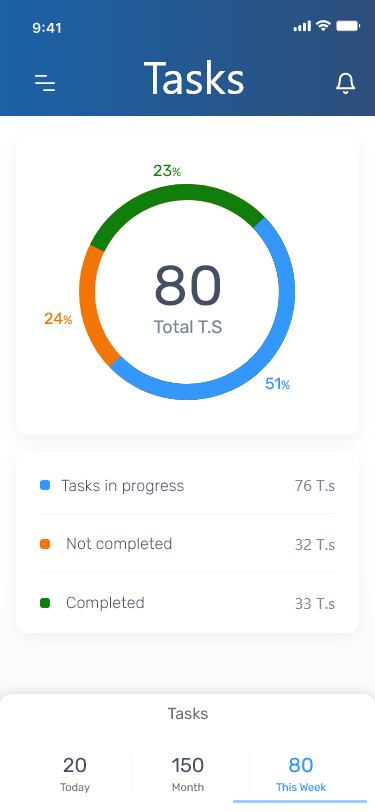 9:41
Tasks
23%
80
Total T.S
24%
51%
Tasks in progress 76 T.s
Not completed 32 T.s
Completed 33 T.s
Tasks
20 150 80
Today Month This Week